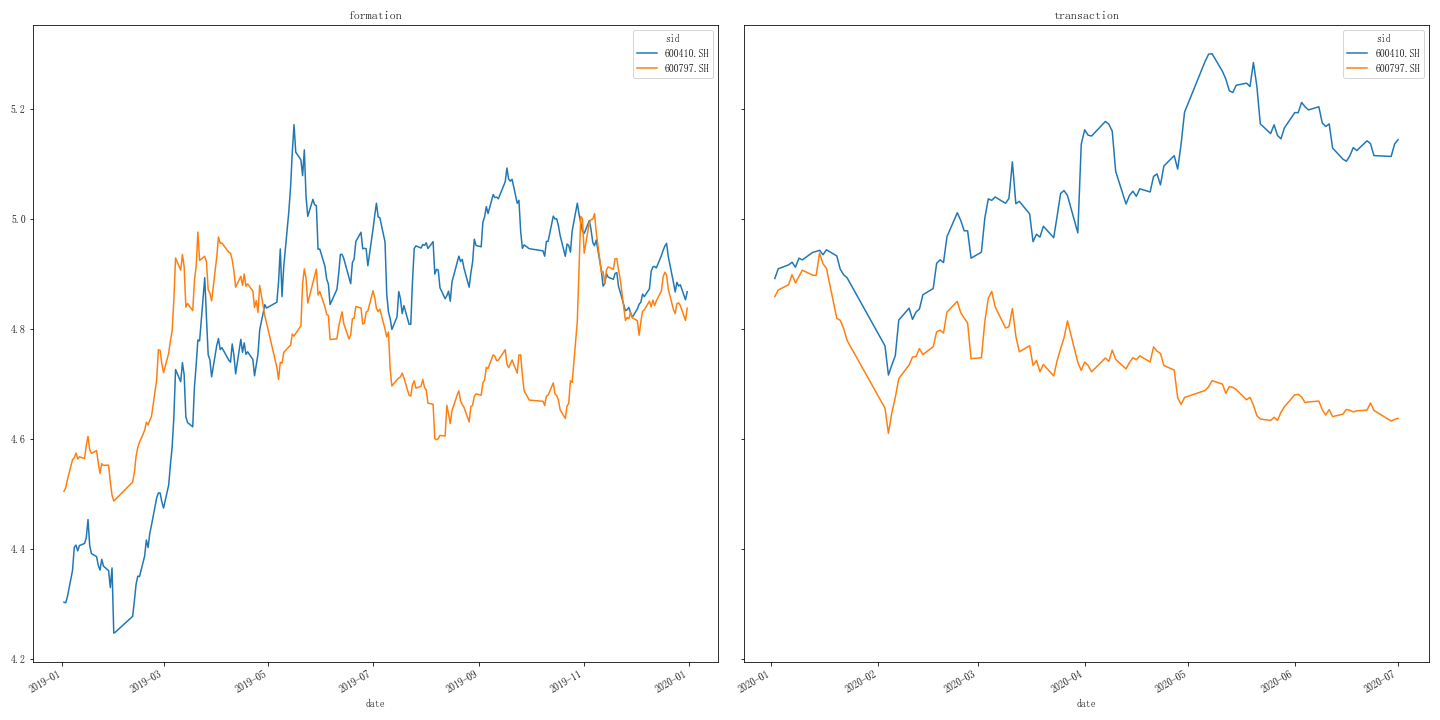 formation
sid
600410.SH
600797.SH
5.2
5.0
4.8
4.6
4.4
4.2
2019-01
2019-03
2019-05
2019-07
2019-09
2019-11
2020-01
date
transaction
sid
600410.SH
600797.SH
2020-01
2020-02
2020-03
2020-04
2020-05
2020-06
2020-07
date